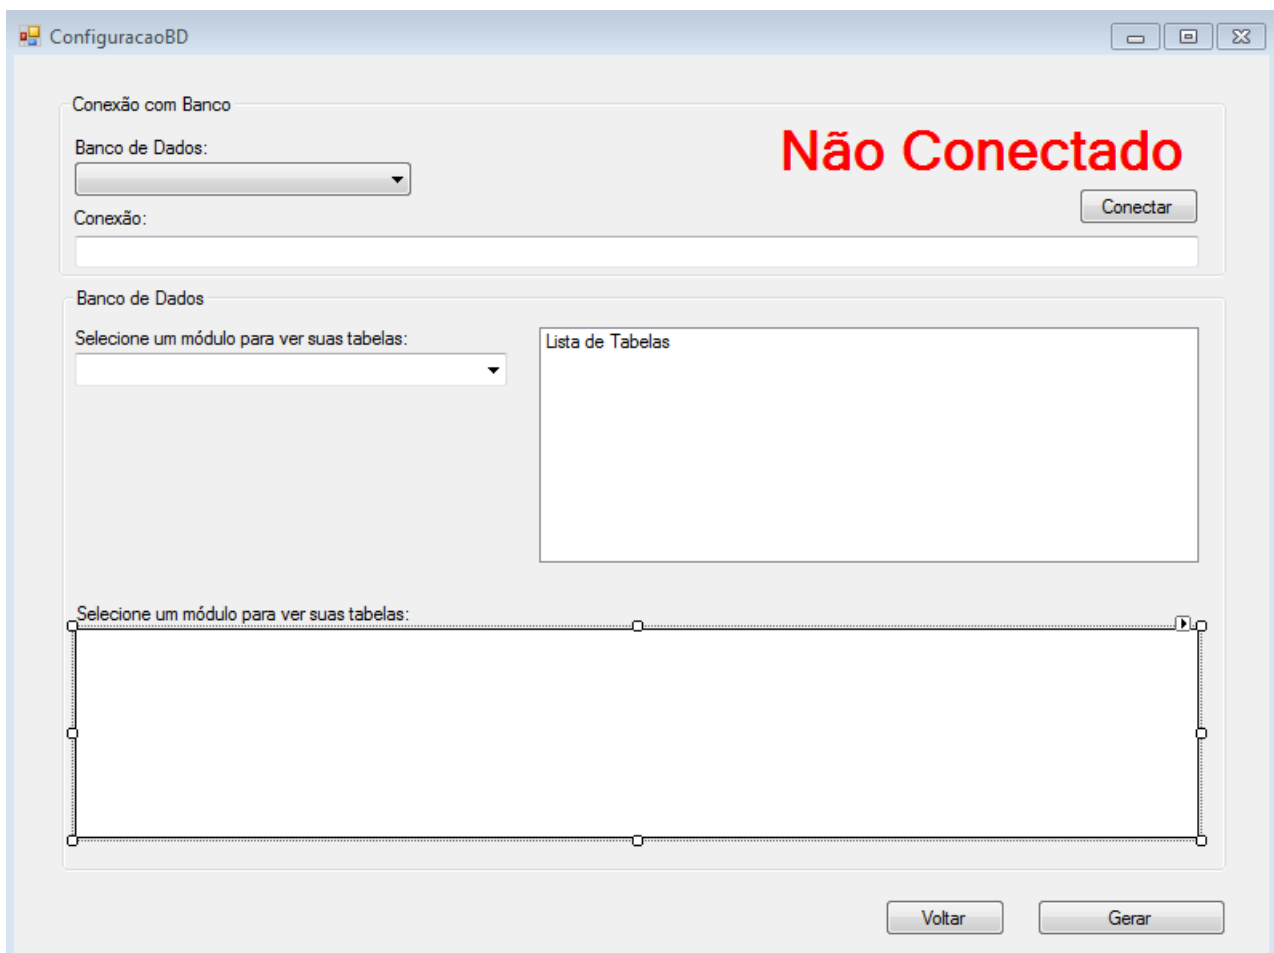 ConfiguracaoBD
Conexão com Banco
Banco de Dados:
Não Conectado
Conectar
Conexão:
Banco de Dados
Selecione um módulo para ver suas tabelas:
Lista de Tabelas
Selecione um módulo para ver suas tabelas:
Voltar
Gerar